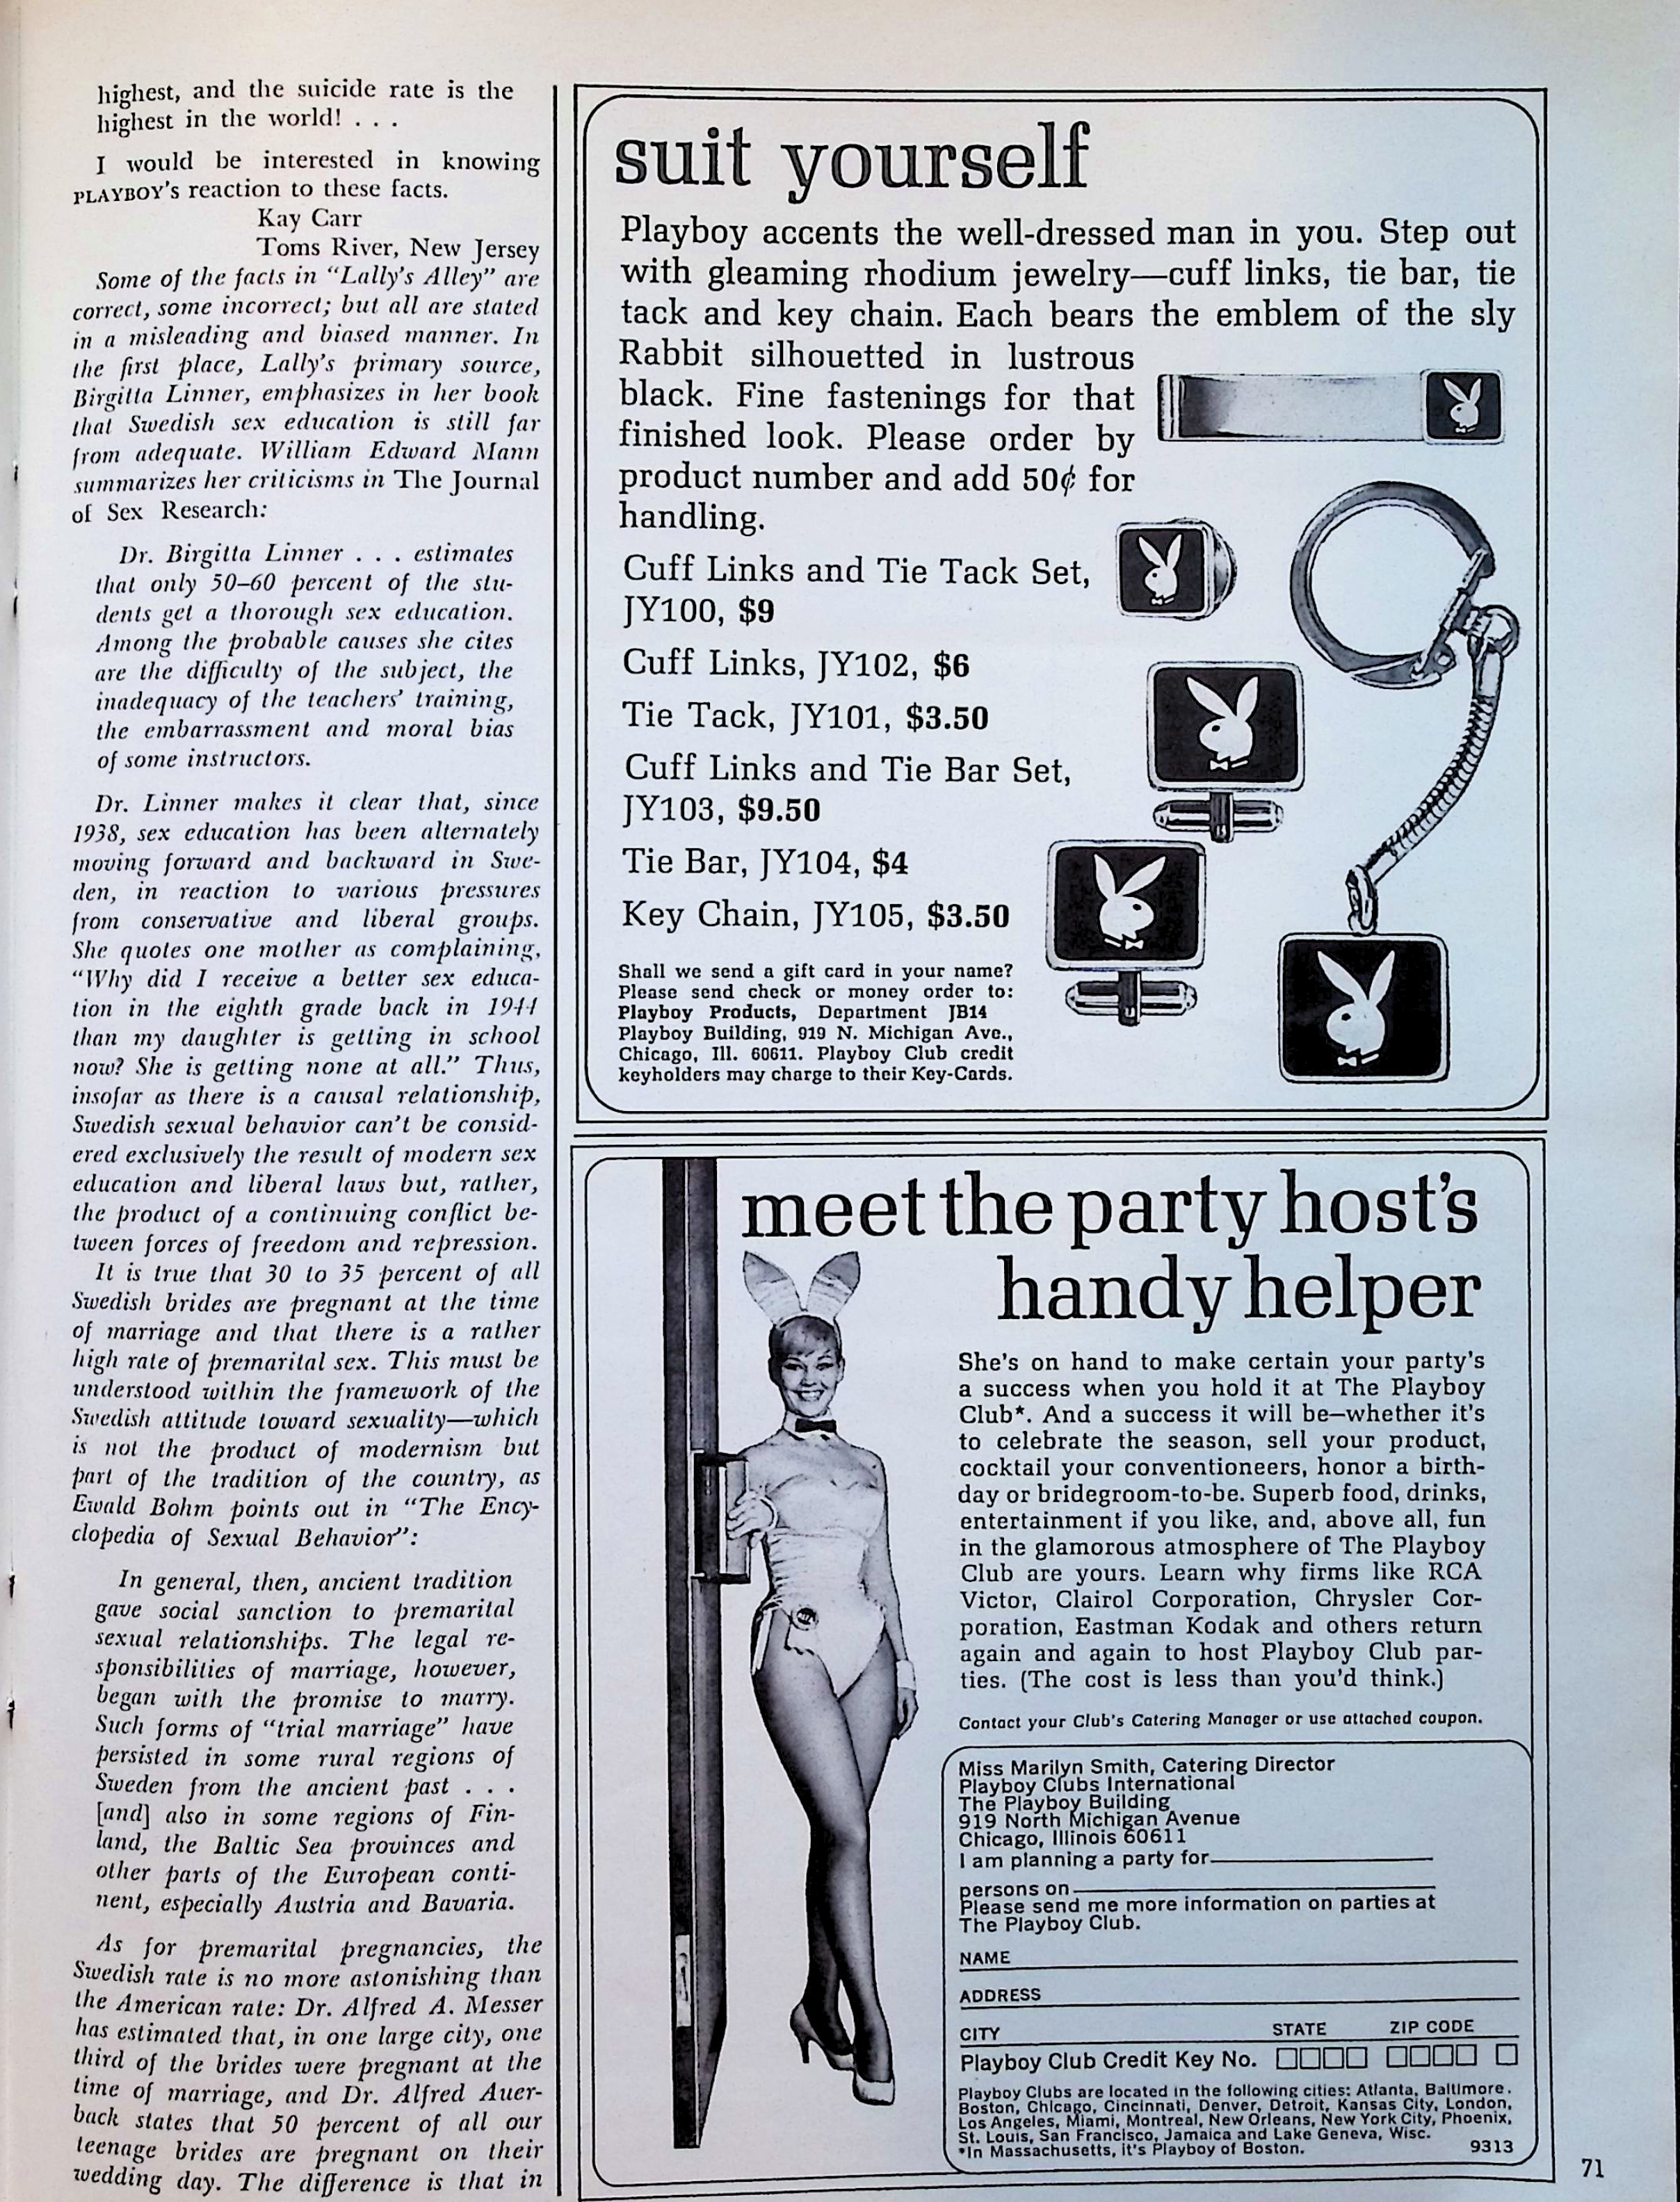 highest, and the suicide rate is the
highest in the world! . . .
I would be interested in knowing
PLAYBOY's reaction to these facts.
Kay Carr
Toms River, New Jersey
Some of the facts in "Lally's Alley" are
correct, some incorrect; but all are stated
in a misleading and biased manner. In
the first place, Lally's primary source,
Birgitta Linner, emphasizes in her book
that Swedish sex education is still far
from adequate. William Edward Mann
summarizes her criticisms in The Journal
of Sex Research:
Dr. Birgitta Linner . . . estimates
that only 50–60 percent of the stu-
dents get a thorough sex education.
Among the probable causes she cites
are the difficulty of the subject, the
inadequacy of the teachers' training,
the embarrassment and moral bias
of some instructors.
Dr. Linner makes it clear that, since
1938, sex education has been alternately
moving forward and backward in Swe-
den, in reaction to various pressures
from conservative and liberal groups.
She quotes one mother as complaining,
"Why did I receive a better sex educa-
tion in the eighth grade back in 1944
than my daughter is getting in school
now? She is getting none at all." Thus,
insofar as there is a causal relationship,
Swedish sexual behavior can't be consid-
ered exclusively the result of modern sex
education and liberal laws but, rather,
the product of a continuing conflict be-
tween forces of freedom and repression.
It is true that 30 to 35 percent of all
Swedish brides are pregnant at the time
of marriage and that there is a rather
high rate of premarital sex. This must be
understood within the framework of the
Swedish attitude toward sexuality—which
is not the product of modernism but
part of the tradition of the country, as
Ewald Bohm points out in "The Ency-
clopedia of Sexual Behavior":
In general, then, ancient tradition
gave social sanction to premarital
sexual relationships. The legal re-
sponsibilities of marriage, however,
began with the promise to marry.
Such forms of "trial marriage" have
persisted in some rural regions of
Sweden from the ancient past . . .
[and] also in some regions of Fin-
land, the Baltic Sea provinces and
other parts of the European conti-
nent, especially Austria and Bavaria.
As for premarital pregnancies, the
Swedish rate is no more astonishing than
the American rate: Dr. Alfred A. Messer
has estimated that, in one large city, one
third of the brides were pregnant at the
time of marriage, and Dr. Alfred Auer-
back states that 50 percent of all our
teenage brides are pregnant on their
wedding day. The difference is that in
suit yourself
Playboy accents the well-dressed man in you. Step out
with gleaming rhodium jewelry—cuff links, tie bar, tie
tack and key chain. Each bears the emblem of the sly
Rabbit silhouetted in lustrous
black. Fine fastenings for that
finished look. Please order by
product number and add 50¢ for
handling.
Cuff Links and Tie Tack Set,
JY100, $9
Cuff Links, JY102, $6
Tie Tack, JY101, $3.50
Cuff Links and Tie Bar Set,
JY103, $9.50
Tie Bar, JY104, $4
Key Chain, JY105, $3.50
Shall we send a gift card in your name?
Please send check or money order to:
Playboy Products, Department JB14
Playboy Building, 919 N. Michigan Ave.,
Chicago, Ill. 60611. Playboy Club credit
keyholders may charge to their Key-Cards.
meet the party host's
handy helper
She's on hand to make certain your party's
a success when you hold it at The Playboy
Club*. And a success it will be—whether it's
to celebrate the season, sell your product,
cocktail your conventioneers, honor a birth-
day or bridegroom-to-be. Superb food, drinks,
entertainment if you like, and, above all, fun
in the glamorous atmosphere of The Playboy
Club are yours. Learn why firms like RCA
Victor, Clairol Corporation, Chrysler Cor-
poration, Eastman Kodak and others return
again and again to host Playboy Club par-
ties. (The cost is less than you'd think.)
Contact your Club's Catering Manager or use attached coupon.
Miss Marilyn Smith, Catering Director
Playboy Clubs International
The Playboy Building
919 North Michigan Avenue
Chicago, Illinois 60611
I am planning a party for
persons on
Please send me more information on parties at
The Playboy Club.
NAME
ADDRESS
CITY STATE ZIP CODE
Playboy Club Credit Key No.
Playboy Clubs are located in the following cities: Atlanta, Baltimore,
Boston, Chicago, Cincinnati, Denver, Detroit, Kansas City, London,
Los Angeles, Miami, Montreal, New Orleans, New York City, Phoenix,
St. Louis, San Francisco, Jamaica and Lake Geneva, Wisc.
*In Massachusetts, it's Playboy of Boston. 9313
71